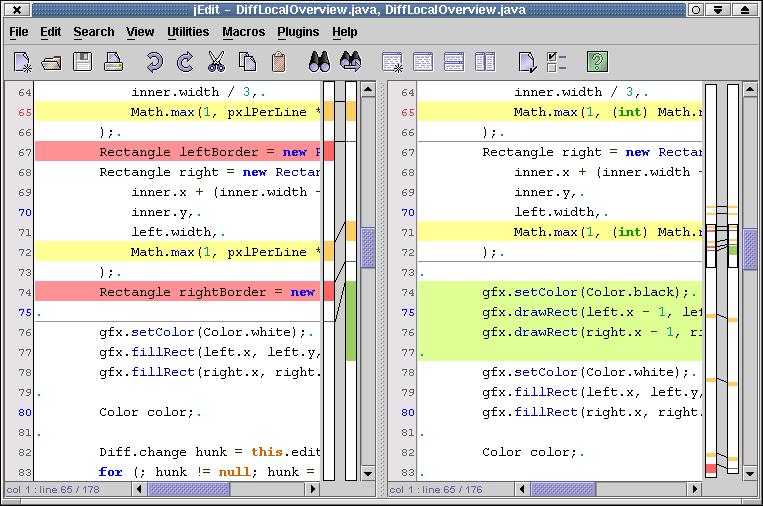 jEdit - DiffLocalOverview.java, DiffLocalOverview.java
File Edit Search View Utilities Macros Plugins Help
64 inner.width / 3,.
65 Math.max(1, pxlPerLine *
66 );.
67 Rectangle leftBorder = new R
68 Rectangle right = new Rectan
69 inner.x + (inner.width -
70 inner.y,.
71 left.width,.
72 Math.max(1, pxlPerLine *
73 );.
74 Rectangle rightBorder = new
75 .
76 gfx.setColor(Color.white);.
77 gfx.fillRect(left.x, left.y,
78 gfx.fillRect(right.x, right.
79 .
80 Color color;.
81 .
82 Diff.change hunk = this.edit
83 for (; hunk != null; hunk =
col 1 : line 65 / 178
64 inner.width / 3,.
65 Math.max(1, (int) Math.r
66 );.
67 Rectangle right = new Rectan
68 inner.x + (inner.width -
69 inner.y,.
70 left.width,.
71 Math.max(1, (int) Math.r
72 );.
73 .
74 gfx.setColor(Color.black);.
75 gfx.drawRect(left.x - 1, lef
76 gfx.drawRect(right.x - 1, ri
77 .
78 gfx.setColor(Color.white);.
79 gfx.fillRect(left.x, left.y,
80 gfx.fillRect(right.x, right.
81 .
82 Color color;.
83 .
col 1 : line 65 / 176